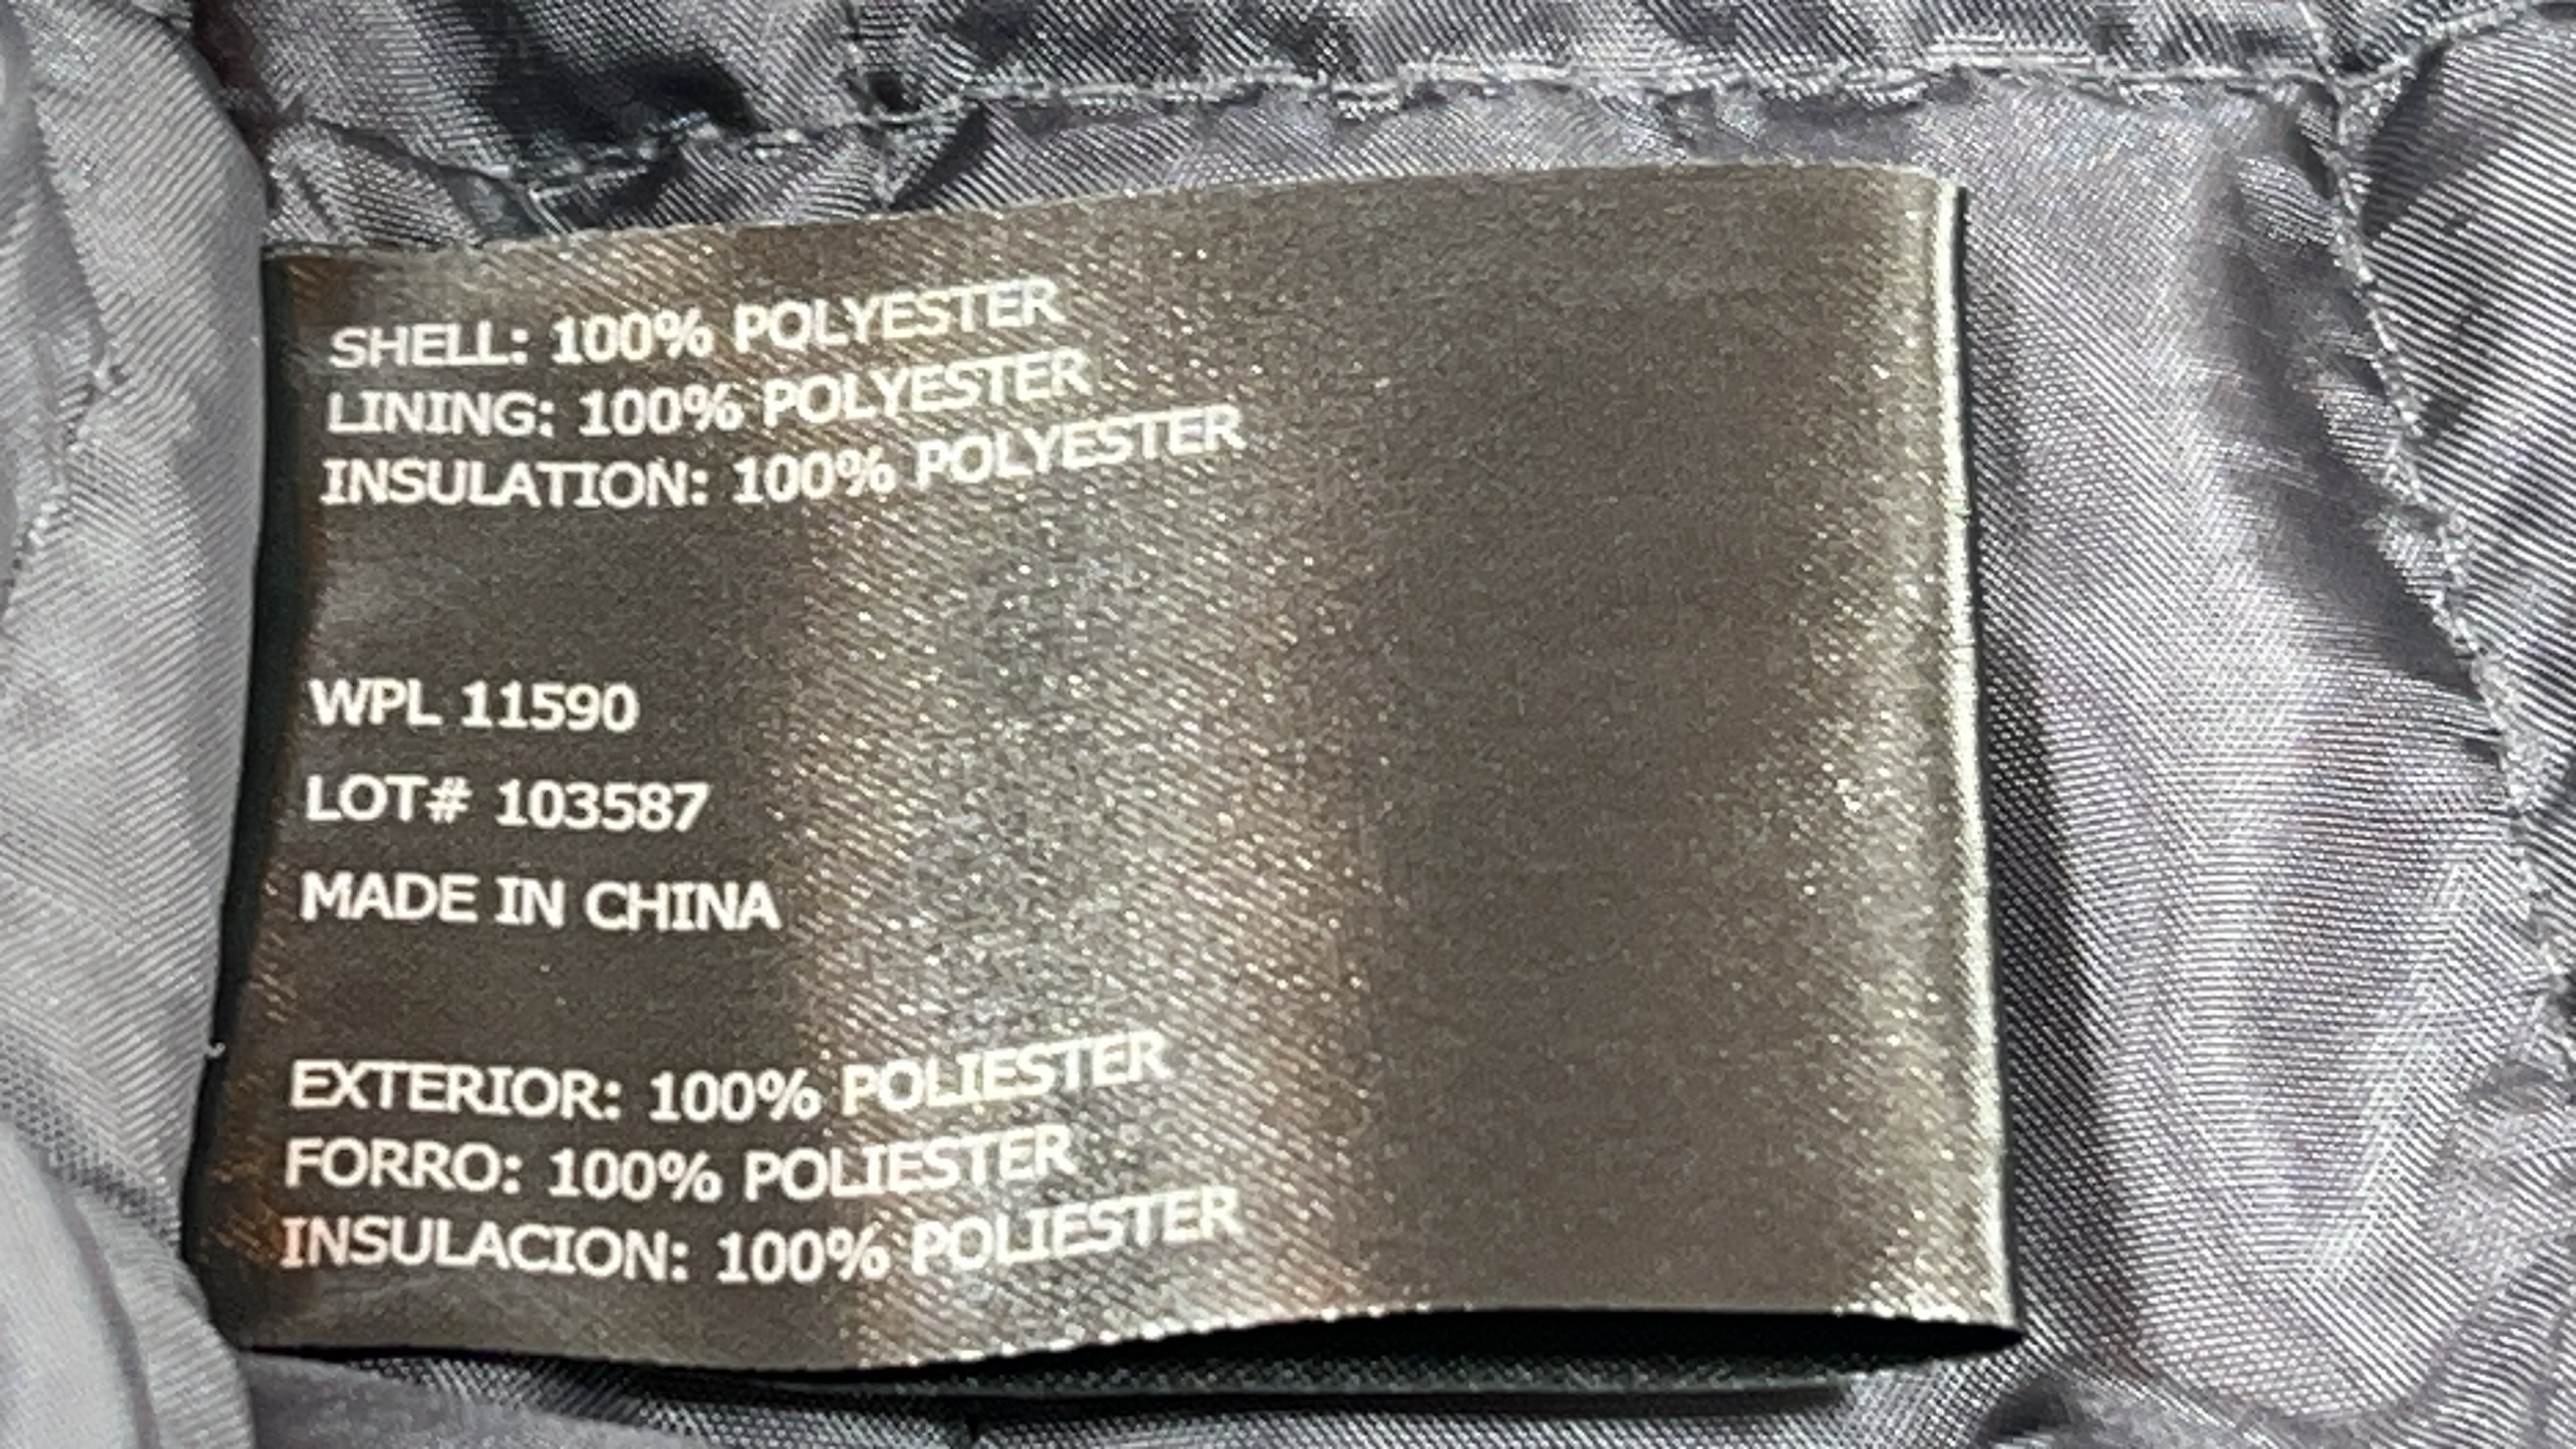 SHELL: 100% POLYESTER
LINING: 100% POLYESTER
INSULATION: 100% POLYESTER
WPL 11590
LOT# 103587
MADE IN CHINA
EXTERIOR: 100% POLIESTER
FORRO: 100% POLIESTER
INSULACION: 100% POLIESTER